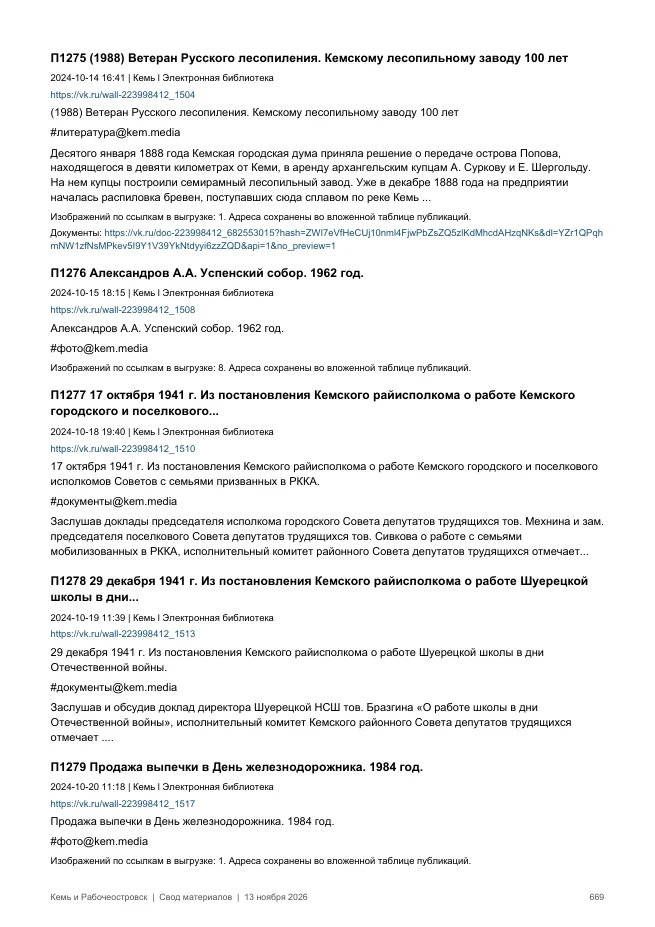 П1275 (1988) Ветеран Русского лесопиления. Кемскому лесопильному заводу 100 лет
2024-10-14 16:41 | Кемь I Электронная библиотека
https://vk.ru/wall-223998412_1504
(1988) Ветеран Русского лесопиления. Кемскому лесопильному заводу 100 лет
#литература@kem.media
Десятого января 1888 года Кемская городская дума приняла решение о передаче острова Попова,
находящегося в девяти километрах от Кеми, в аренду архангельским купцам А. Суркову и Е. Шергольду.
На нем купцы построили семирамный лесопильный завод. Уже в декабре 1888 года на предприятии
началась распиловка бревен, поступавших сюда сплавом по реке Кемь ...
Изображений по ссылкам в выгрузке: 1. Адреса сохранены во вложенной таблице публикаций.
Документы: https://vk.ru/doc-223998412_682553015?hash=ZWI7eVfHeCUj10nml4FjwPbZsZQ5zlKdMhcdAHzqNKs&dl=YZr1QPqh
mNW1zfNsMPkev5I9Y1V39YkNtdyyi6zzZQD&api=1&no_preview=1
П1276 Александров А.А. Успенский собор. 1962 год.
2024-10-15 18:15 | Кемь I Электронная библиотека
https://vk.ru/wall-223998412_1508
Александров А.А. Успенский собор. 1962 год.
#фото@kem.media
Изображений по ссылкам в выгрузке: 8. Адреса сохранены во вложенной таблице публикаций.
П1277 17 октября 1941 г. Из постановления Кемского райисполкома о работе Кемского
городского и поселкового...
2024-10-18 19:40 | Кемь I Электронная библиотека
https://vk.ru/wall-223998412_1510
17 октября 1941 г. Из постановления Кемского райисполкома о работе Кемского городского и поселкового
исполкомов Советов с семьями призванных в РККА.
#документы@kem.media
Заслушав доклады председателя исполкома городского Совета депутатов трудящихся тов. Мехнина и зам.
председателя поселкового Совета депутатов трудящихся тов. Сивкова о работе с семьями
мобилизованных в РККА, исполнительный комитет районного Совета депутатов трудящихся отмечает...
П1278 29 декабря 1941 г. Из постановления Кемского райисполкома о работе Шуерецкой
школы в дни...
2024-10-19 11:39 | Кемь I Электронная библиотека
https://vk.ru/wall-223998412_1513
29 декабря 1941 г. Из постановления Кемского райисполкома о работе Шуерецкой школы в дни
Отечественной войны.
#документы@kem.media
Заслушав и обсудив доклад директора Шуерецкой НСШ тов. Бразгина «О работе школы в дни
Отечественной войны», исполнительный комитет Кемского районного Совета депутатов трудящихся
отмечает ....
П1279 Продажа выпечки в День железнодорожника. 1984 год.
2024-10-20 11:18 | Кемь I Электронная библиотека
https://vk.ru/wall-223998412_1517
Продажа выпечки в День железнодорожника. 1984 год.
#фото@kem.media
Изображений по ссылкам в выгрузке: 1. Адреса сохранены во вложенной таблице публикаций.
Кемь и Рабочеостровск | Свод материалов | 13 ноября 2026 669